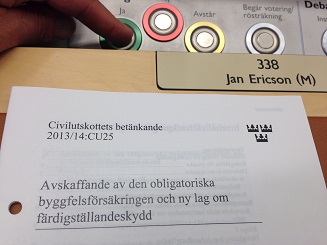 Ja
Avstår
Begär votering/
rösträkning
Deba
338
Jan Ericson (M)
Civilutskottets betänkande
2013/14:CU25
Avskaffande av den obligatoriska
byggfelsförsäkringen och ny lag om
färdigställandeskydd